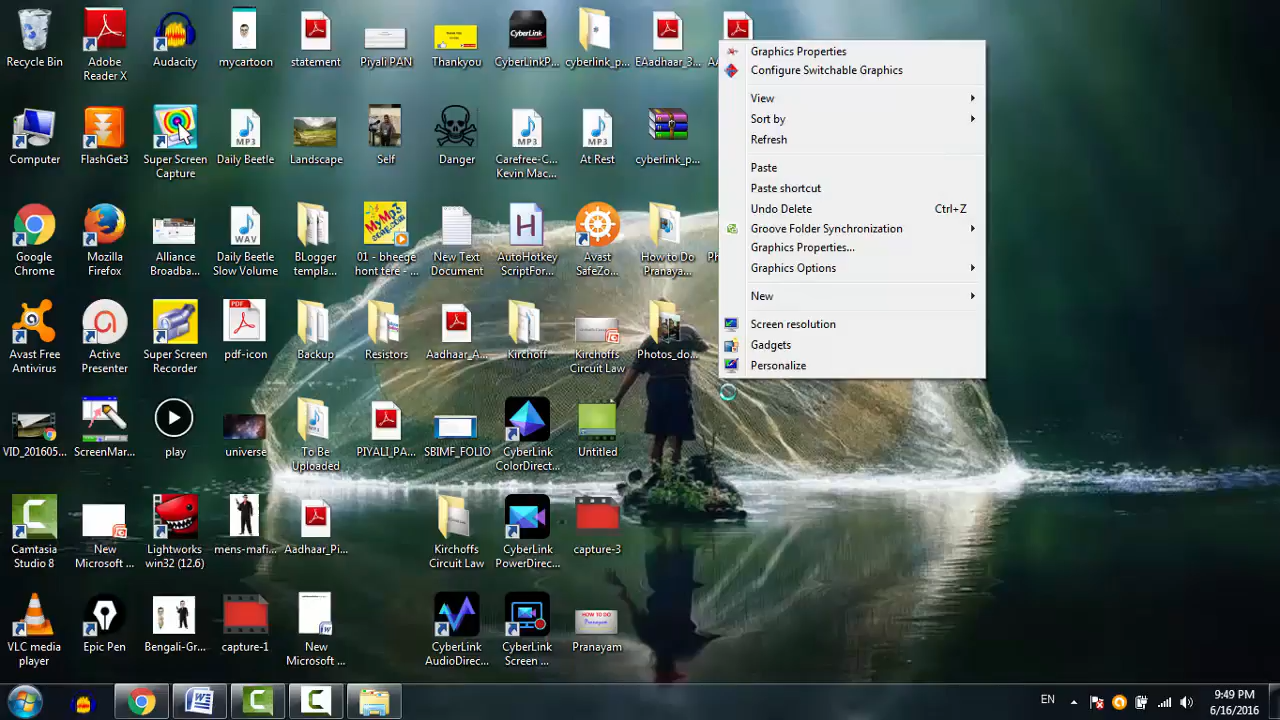 Recycle Bin
Adobe
Reader X
Audacity
mycartoon
statement
Piyali PAN
Thankyou
CyberLinkP...
cyberlink_p...
EAadhaar_3...
Computer
FlashGet3
Super Screen
Capture
Daily Beetle
Landscape
Self
Danger
Carefree-C...
Kevin Mac...
At Rest
cyberlink_p...
Google
Chrome
Mozilla
Firefox
Alliance
Broadba...
Daily Beetle
Slow Volume
BLogger
templa...
01 - bheege
hont tere - ...
New Text
Document
AutoHotkey
ScriptFor...
Avast
SafeZo...
How to Do
Pranaya...
Avast Free
Antivirus
Active
Presenter
Super Screen
Recorder
pdf-icon
Backup
Resistors
Aadhaar_A...
Kirchoff
Kirchoffs
Circuit Law
Photos_do...
VID_201605...
ScreenMar...
play
universe
To Be
Uploaded
PIYALI_PA...
SBIMF_FOLIO
CyberLink
ColorDirect...
Untitled
Camtasia
Studio 8
New
Microsoft ...
Lightworks
win32 (12.6)
mens-mafi...
Aadhaar_Pi...
Kirchoffs
Circuit Law
CyberLink
PowerDirec...
capture-3
VLC media
player
Epic Pen
Bengali-Gr...
capture-1
New
Microsoft ...
CyberLink
AudioDirec...
CyberLink
Screen ...
Pranayam
Graphics Properties
Configure Switchable Graphics
View
Sort by
Refresh
Paste
Paste shortcut
Undo Delete Ctrl+Z
Groove Folder Synchronization
Graphics Properties...
Graphics Options
New
Screen resolution
Gadgets
Personalize
EN
9:49 PM
6/16/2016